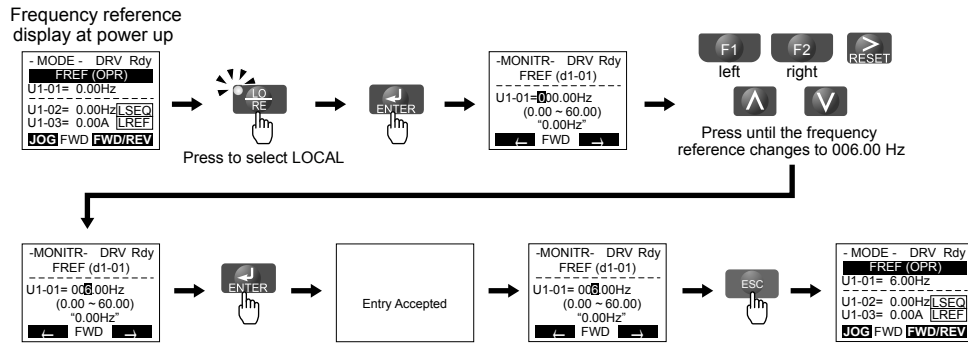 Frequency reference
display at power up
- MODE - DRV Rdy
FREF (OPR)
U1-01= 0.00Hz
U1-02= 0.00Hz LSEQ
U1-03= 0.00A LREF
JOG FWD FWD/REV
LO
RE
Press to select LOCAL
ENTER
-MONITR- DRV Rdy
FREF (d1-01)
U1-01=000.00Hz
(0.00 ~ 60.00)
“0.00Hz”
← FWD →
F1
left
F2
right
> RESET
∧ ∨
Press until the frequency
reference changes to 006.00 Hz
-MONITR- DRV Rdy
FREF (d1-01)
U1-01= 006.00Hz
(0.00 ~ 60.00)
“0.00Hz”
← FWD →
ENTER
Entry Accepted
-MONITR- DRV Rdy
FREF (d1-01)
U1-01= 006.00Hz
(0.00 ~ 60.00)
“0.00Hz”
← FWD →
ESC
- MODE - DRV Rdy
FREF (OPR)
U1-01= 6.00Hz
U1-02= 0.00Hz LSEQ
U1-03= 0.00A LREF
JOG FWD FWD/REV